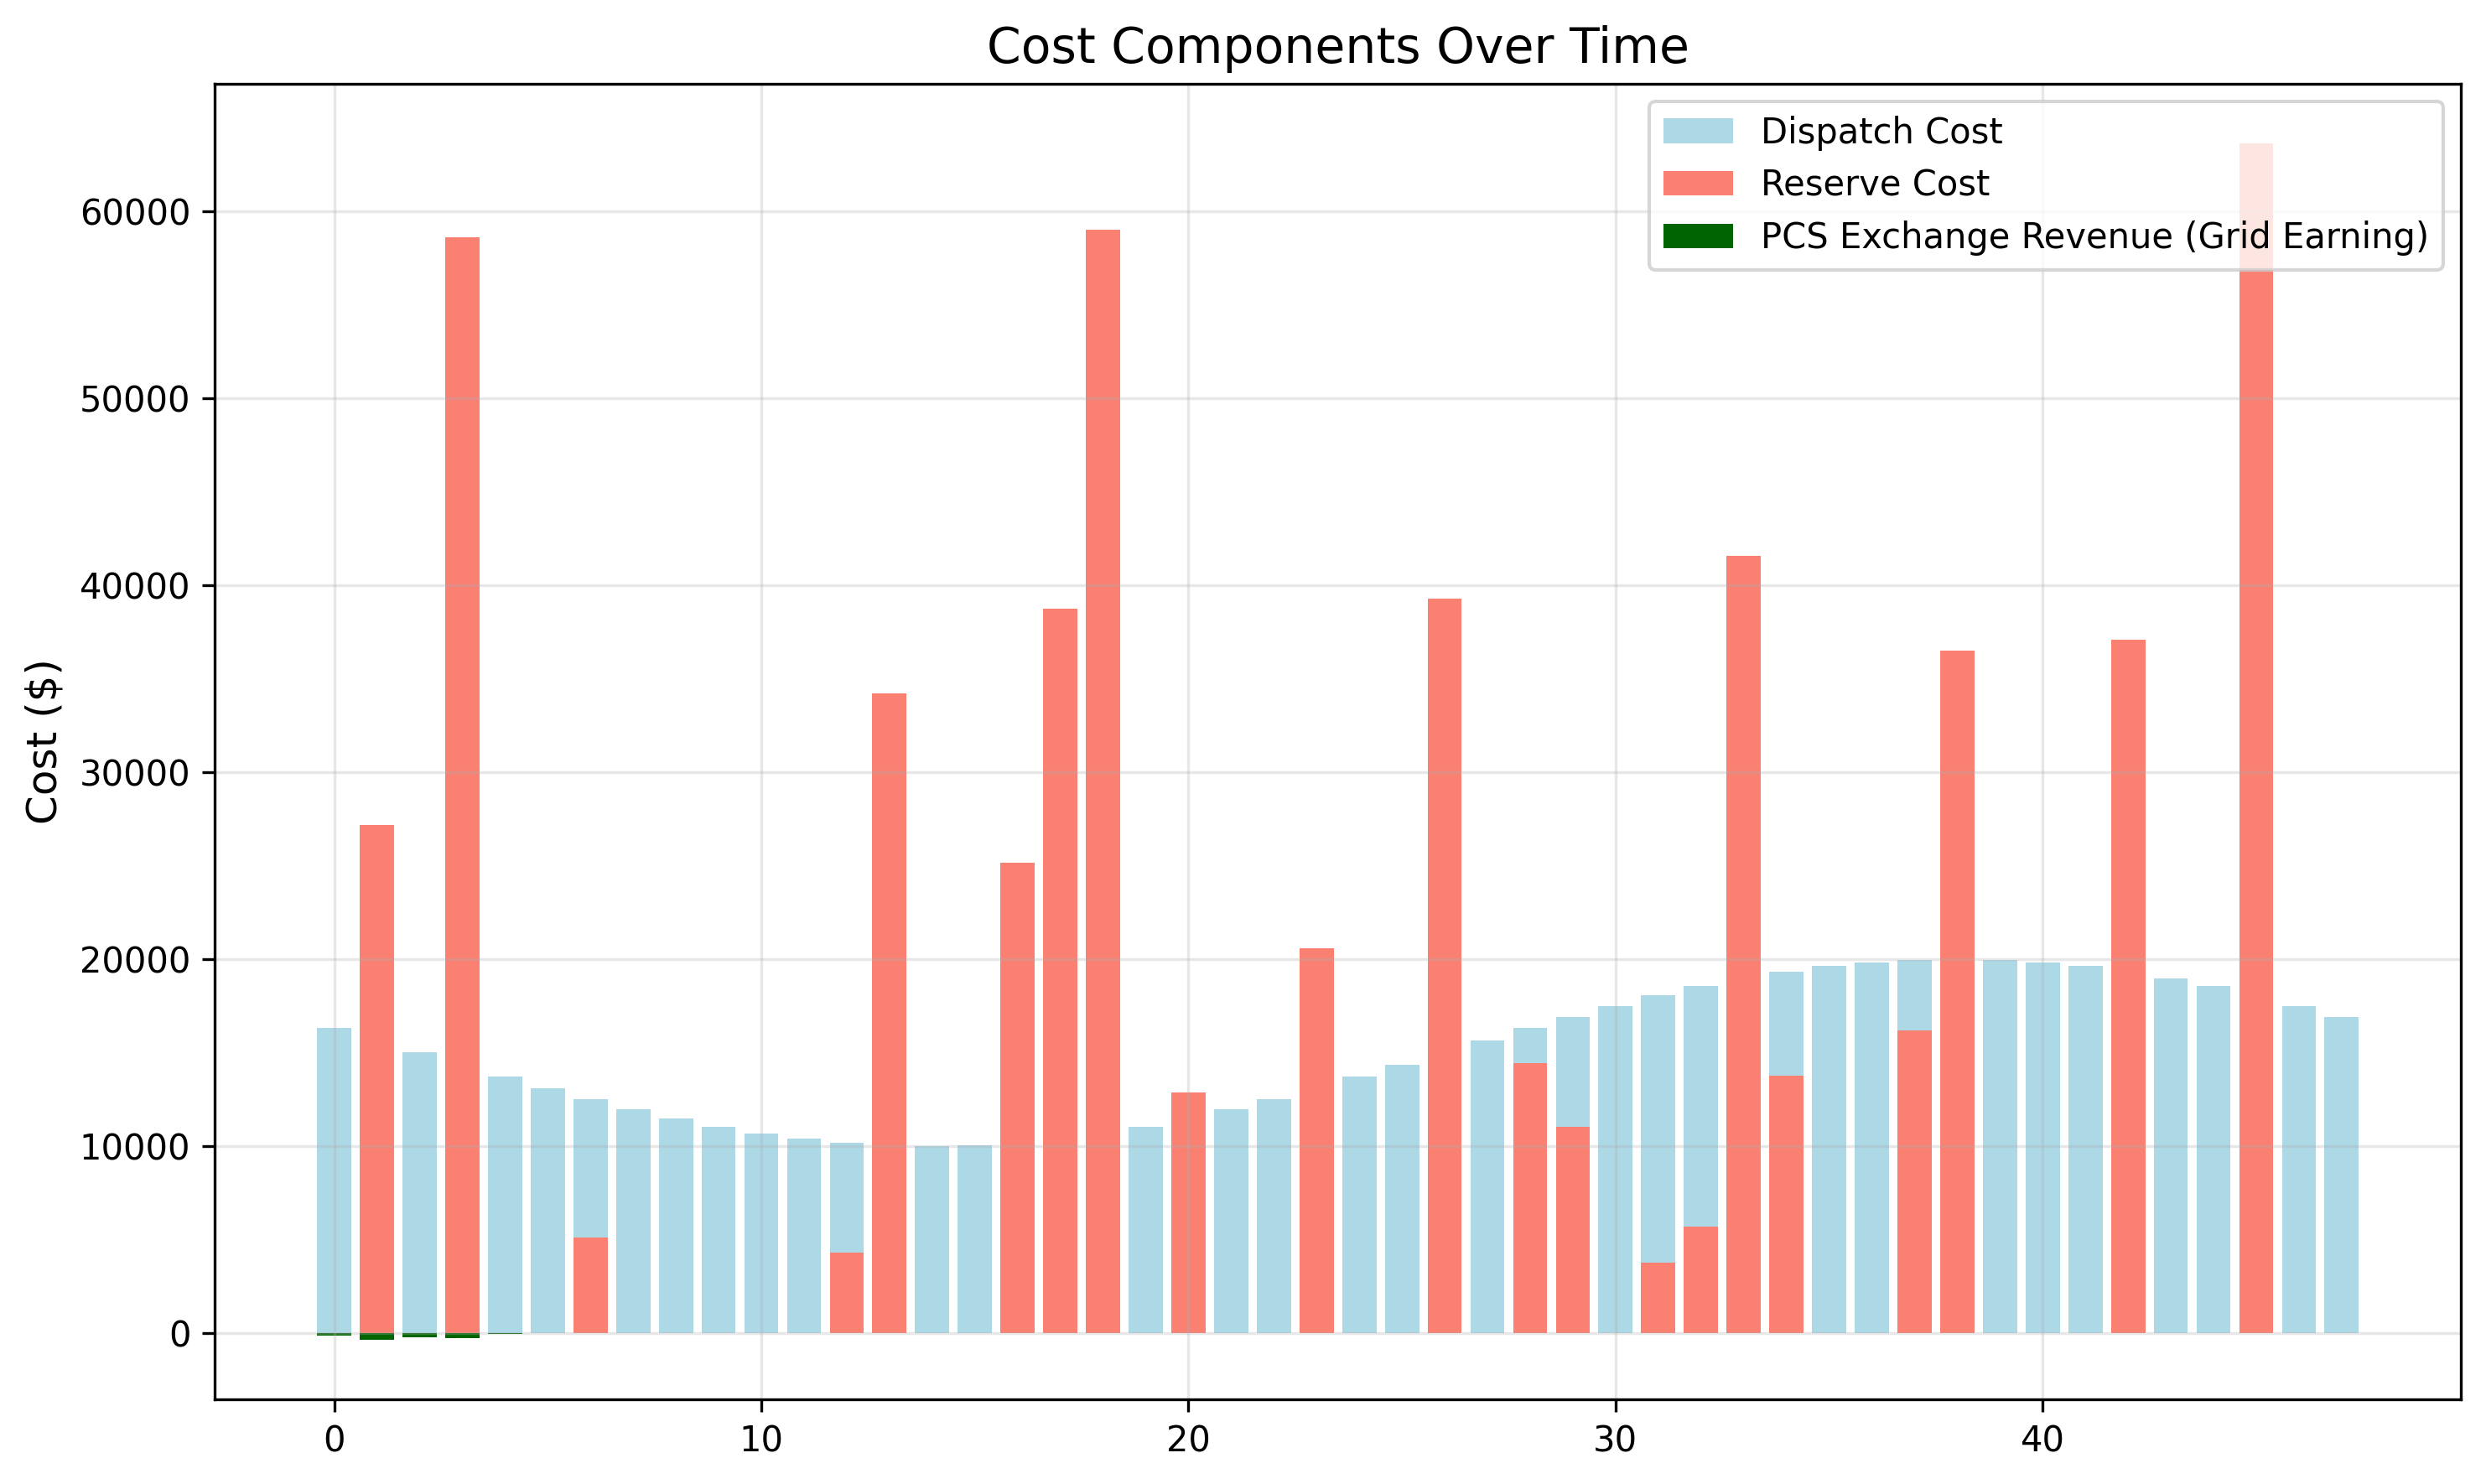 Cost Components Over Time
Dispatch Cost
Reserve Cost
PCS Exchange Revenue (Grid Earning)
Cost ($)
60000
50000
40000
30000
20000
10000
0
0 10 20 30 40